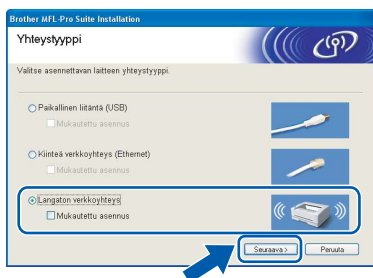 Brother MFL-Pro Suite Installation
Yhteystyyppi
Valitse asennettavan laitteen yhteystyyppi.
Paikallinen liitäntä (USB)
Mukautettu asennus
Kiinteä verkkoyhteys (Ethernet)
Mukautettu asennus
Langaton verkkoyhteys
Mukautettu asennus
Seuraava >
Peruuta